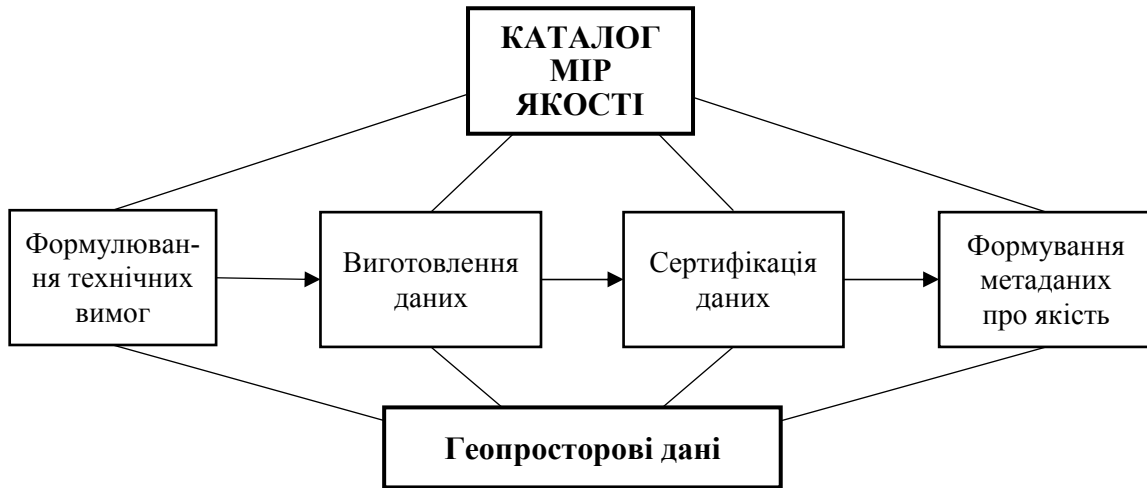 КАТАЛОГ
МІР
ЯКОСТІ
Формулюван-
ня технічних
вимог
Виготовлення
даних
Сертифікація
даних
Формування
метаданих
про якість
Геопросторові дані